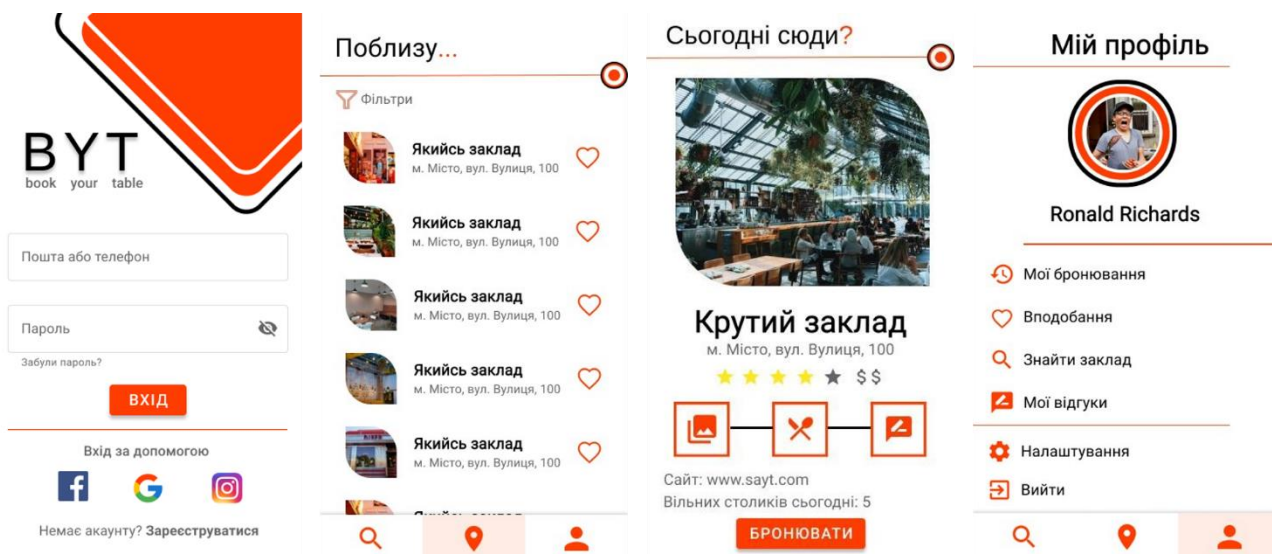 BYT
book your table
Пошта або телефон
Пароль
Забули пароль?
ВХІД
Вхід за допомогою
Немає акаунту? Зареєструватися
Поблизу...
Фільтри
Якийсь заклад
м. Місто, вул. Вулиця, 100
Якийсь заклад
м. Місто, вул. Вулиця, 100
Якийсь заклад
м. Місто, вул. Вулиця, 100
Якийсь заклад
м. Місто, вул. Вулиця, 100
Якийсь заклад
м. Місто, вул. Вулиця, 100
Сьогодні сюди?
Крутий заклад
м. Місто, вул. Вулиця, 100
$$
Сайт: www.sayt.com
Вільних столиків сьогодні: 5
БРОНЮВАТИ
Мій профіль
Ronald Richards
Мої бронювання
Вподобання
Знайти заклад
Мої відгуки
Налаштування
Вийти